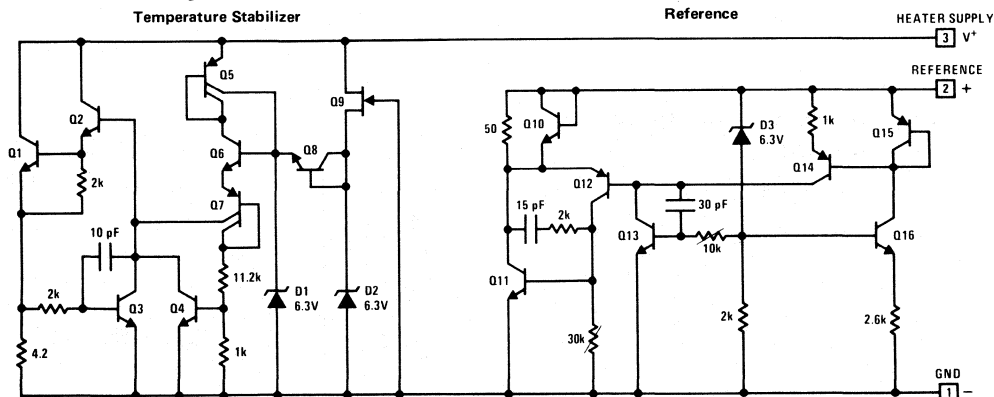 Temperature Stabilizer
Reference
HEATER SUPPLY
3 V+
REFERENCE
2 +
Q5
Q9
Q2
Q1
2k
Q6
Q8
Q7
10 pF
11.2k
2k
Q3
Q4
D1
6.3V
D2
6.3V
4.2
1k
50
Q10
D3
6.3V
1k
Q15
Q14
Q12
15 pF
2k
30 pF
Q13
10k
Q16
Q11
2k
2.6k
30k
GND
1 −